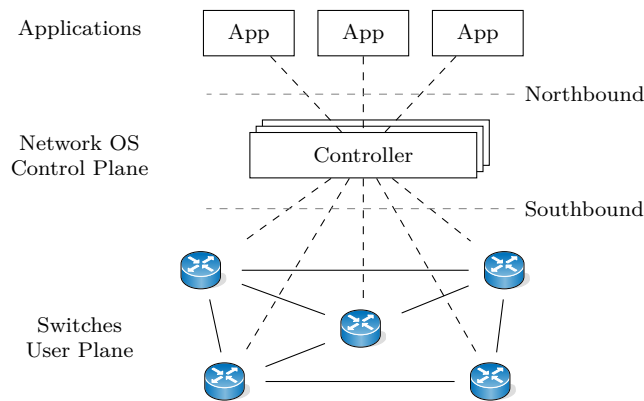 Applications
App
App
App
Northbound
Network OS
Control Plane
Controller
Southbound
Switches
User Plane